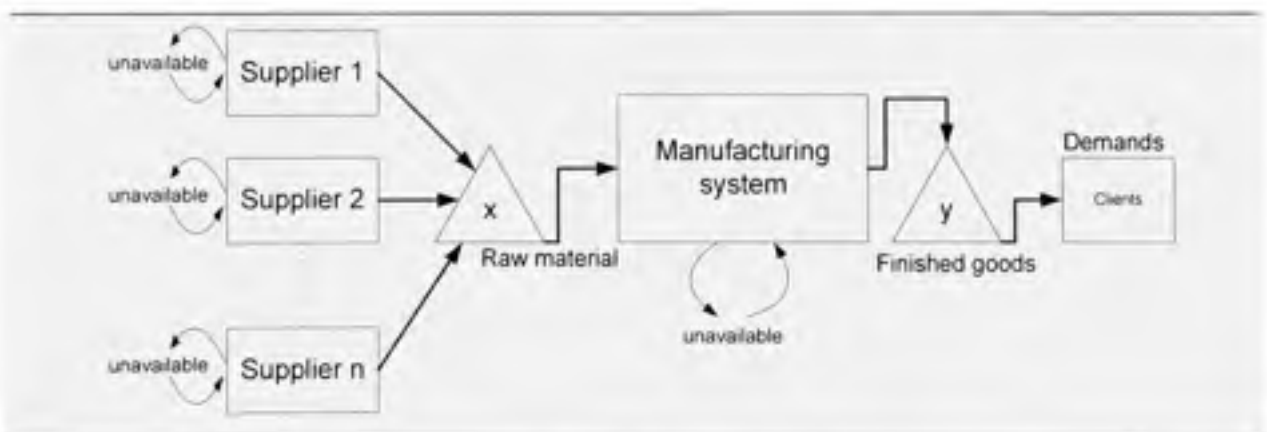 unavailable
Supplier 1
unavailable
Supplier 2
unavailable
Supplier n
x
Raw material
Manufacturing
system
unavailable
y
Finished goods
Demands
Clients